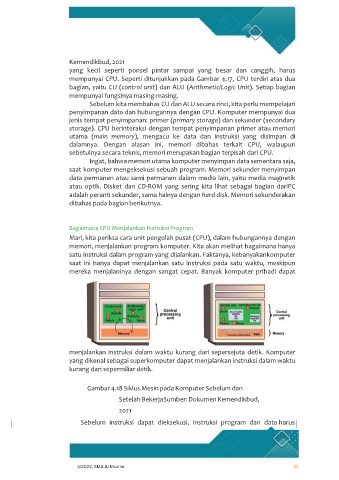 Kemendikbud, 2021
yang kecil seperti ponsel pintar sampai yang besar dan canggih, harus
mempunyai CPU. Seperti ditunjukkan pada Gambar 4.17, CPU terdiri atas dua
bagian, yaitu CU (control unit) dan ALU (Arithmetic/Logic Unit). Setiap bagian
mempunyai fungsinya masing-masing.
Sebelum kita membahas CU dan ALU secara rinci, kita perlu mempelajari
penyimpanan data dan hubungannya dengan CPU. Komputer mempunyai dua
jenis tempat penyimpanan: primer (primary storage) dan sekunder (secondary
storage). CPU berinteraksi dengan tempat penyimpanan primer atau memori
utama (main memory), mengacu ke data dan instruksi yang disimpan di
dalamnya. Dengan alasan ini, memori dibahas terkait CPU, walaupun
sebetulnya secara teknis, memori merupakan bagian terpisah dari CPU.
Ingat, bahwa memori utama komputer menyimpan data sementara saja,
saat komputer mengeksekusi sebuah program. Memori sekunder menyimpan
data permanen atau semi permanen dalam media lain, yaitu media magnetik
atau optik. Disket dan CD-ROM yang sering kita lihat sebagai bagian dariPC
adalah peranti sekunder, sama halnya dengan hard disk. Memori sekunderakan
dibahas pada bagian berikutnya.
Bagaimana CPU Menjalankan Instruksi Program
Mari, kita periksa cara unit pengolah pusat (CPU), dalam hubungannya dengan
memori, menjalankan program komputer. Kita akan melihat bagaimana hanya
satu instruksi dalam program yang dijalankan. Faktanya, kebanyakankomputer
saat ini hanya dapat menjalankan satu instruksi pada satu waktu, meskipun
mereka menjalaninya dengan sangat cepat. Banyak komputer pribadi dapat
Control
processing
unit
Memory
Control
processing
unit
Memory
menjalankan instruksi dalam waktu kurang dari sepersejuta detik. Komputer
yang dikenal sebagai superkomputer dapat menjalankan instruksi dalam waktu
kurang dari sepermiliar detik.
Gambar 4.18 Siklus Mesin pada Komputer Sebelum dan
Setelah BekerjaSumber: Dokumen Kemendikbud,
2021
Sebelum instruksi dapat dieksekusi, instruksi program dan data harus